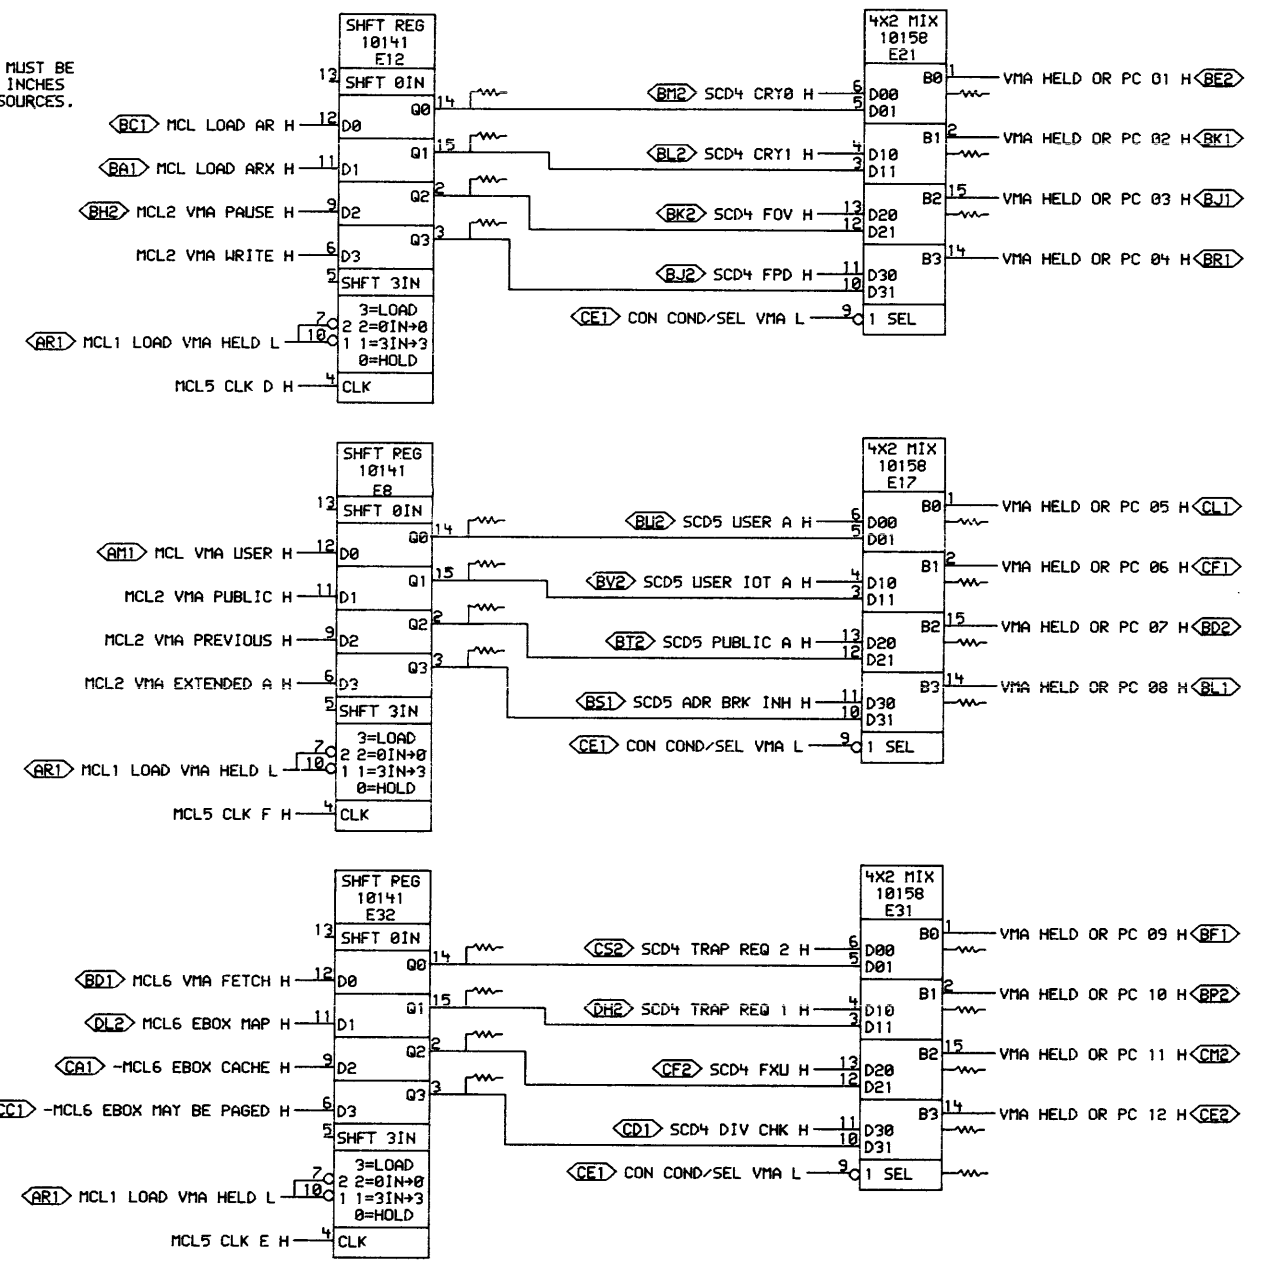 MUST BE
INCHES
SOURCES.
SHFT REG
10141
E12
13 SHFT 0IN
Q0 14
<BC1> MCL LOAD AR H 12 D0
Q1 15
<BA1> MCL LOAD ARX H 11 D1
Q2 2
<BH2> MCL2 VMA PAUSE H 9 D2
Q3 3
MCL2 VMA WRITE H 6 D3
5 SHFT 3IN
3=LOAD
7 2 2=0IN→0
<AR1> MCL1 LOAD VMA HELD L 10 1 1=3IN→3
0=HOLD
MCL5 CLK D H 4 CLK
4X2 MIX
10158
E21
B0 1 VMA HELD OR PC 01 H <BE2>
<BM2> SCD4 CRY0 H 6 D00
5 D01
B1 2 VMA HELD OR PC 02 H <BK1>
<BL2> SCD4 CRY1 H 4 D10
3 D11
B2 15 VMA HELD OR PC 03 H <BJ1>
<BK2> SCD4 FOV H 13 D20
12 D21
B3 14 VMA HELD OR PC 04 H <BR1>
<BJ2> SCD4 FPD H 11 D30
10 D31
<CE1> CON COND/SEL VMA L 9 1 SEL
SHFT REG
10141
E8
13 SHFT 0IN
Q0 14
<AM1> MCL VMA USER H 12 D0
Q1 15
MCL2 VMA PUBLIC H 11 D1
Q2 2
MCL2 VMA PREVIOUS H 9 D2
Q3 3
MCL2 VMA EXTENDED A H 6 D3
5 SHFT 3IN
3=LOAD
7 2 2=0IN→0
<AR1> MCL1 LOAD VMA HELD L 10 1 1=3IN→3
0=HOLD
MCL5 CLK F H 4 CLK
4X2 MIX
10158
E17
B0 1 VMA HELD OR PC 05 H <CL1>
<BU2> SCD5 USER A H 6 D00
5 D01
B1 2 VMA HELD OR PC 06 H <CF1>
<BV2> SCD5 USER IOT A H 4 D10
3 D11
B2 15 VMA HELD OR PC 07 H <BD2>
<BT2> SCD5 PUBLIC A H 13 D20
12 D21
B3 14 VMA HELD OR PC 08 H <BL1>
<BS1> SCD5 ADR BRK INH H 11 D30
10 D31
<CE1> CON COND/SEL VMA L 9 1 SEL
SHFT REG
10141
E32
13 SHFT 0IN
Q0 14
<BD1> MCL6 VMA FETCH H 12 D0
Q1 15
<DL2> MCL6 EBOX MAP H 11 D1
Q2 2
<CA1> -MCL6 EBOX CACHE H 9 D2
Q3 3
CC1> -MCL6 EBOX MAY BE PAGED H 6 D3
5 SHFT 3IN
3=LOAD
7 2 2=0IN→0
<AR1> MCL1 LOAD VMA HELD L 10 1 1=3IN→3
0=HOLD
MCL5 CLK E H 4 CLK
4X2 MIX
10158
E31
B0 1 VMA HELD OR PC 09 H <BF1>
<CS2> SCD4 TRAP REQ 2 H 6 D00
5 D01
B1 2 VMA HELD OR PC 10 H <BP2>
<DH2> SCD4 TRAP REQ 1 H 4 D10
3 D11
B2 15 VMA HELD OR PC 11 H <CM2>
<CF2> SCD4 FXU H 13 D20
12 D21
B3 14 VMA HELD OR PC 12 H <CE2>
<CD1> SCD4 DIV CHK H 11 D30
10 D31
<CE1> CON COND/SEL VMA L 9 1 SEL